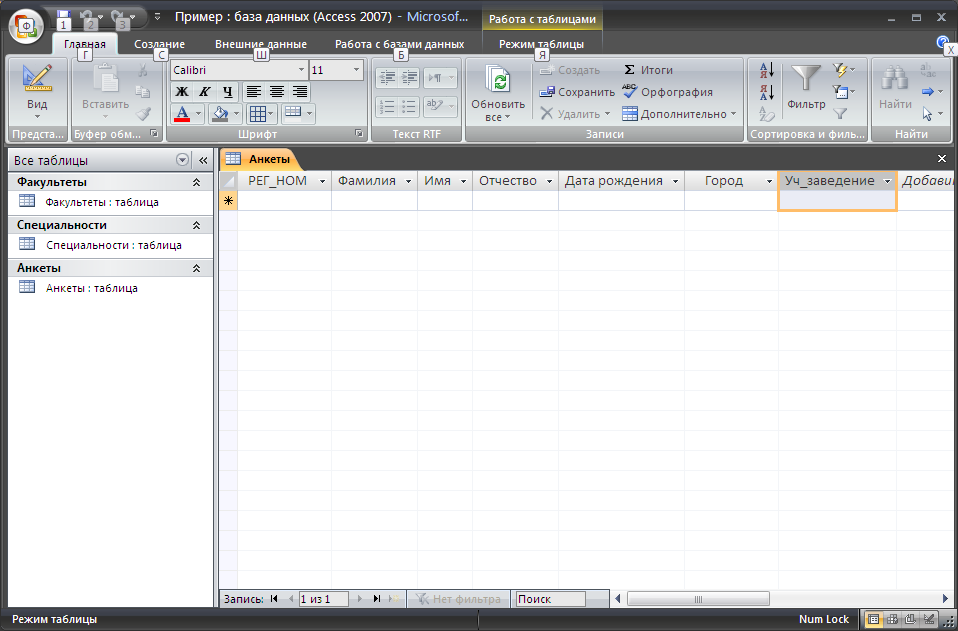 Пример : база данных (Access 2007) - Microsof...
Работа с таблицами
Ф
1
2
3
Главная
Создание
Внешние данные
Работа с базами данных
Режим таблицы
Г
С
Ш
Б
Я
X
Вид
Вставить
Calibri
11
Ж К Ч
А
Обновить
все
Создать
Сохранить
Удалить
Σ Итоги
ABC Орфография
Дополнительно
А Я
Я А
Фильтр
Найти
Предста...
Буфер обм...
Шрифт
Текст RTF
Записи
Сортировка и филь...
Найти
Все таблицы
Факультеты
Факультеты : таблица
Специальности
Специальности : таблица
Анкеты
Анкеты : таблица
Анкеты
РЕГ_НОМ Фамилия Имя Отчество Дата рождения Город Уч_заведение Добави
Запись: 1 из 1 Нет фильтра Поиск
Режим таблицы
Num Lock